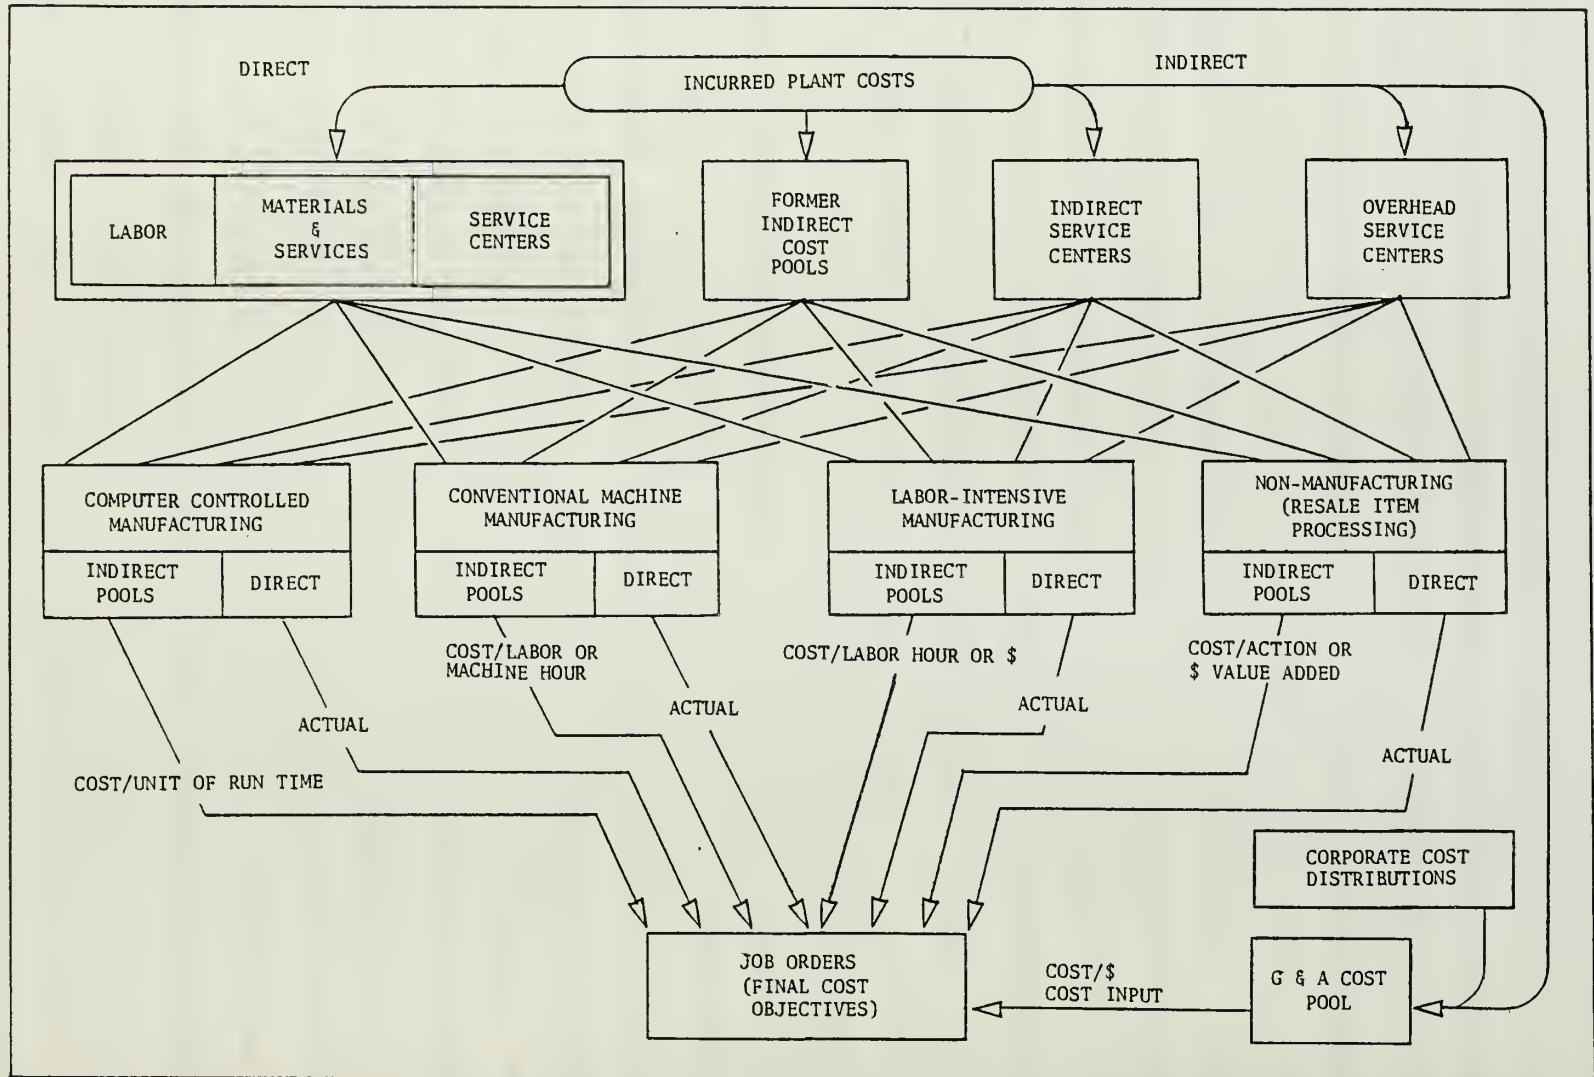 DIRECT
INCURRED PLANT COSTS
INDIRECT
LABOR
MATERIALS
&
SERVICES
SERVICE
CENTERS
FORMER
INDIRECT
COST
POOLS
INDIRECT
SERVICE
CENTERS
OVERHEAD
SERVICE
CENTERS
COMPUTER CONTROLLED
MANUFACTURING
INDIRECT
POOLS
DIRECT
CONVENTIONAL MACHINE
MANUFACTURING
INDIRECT
POOLS
DIRECT
LABOR-INTENSIVE
MANUFACTURING
INDIRECT
POOLS
DIRECT
NON-MANUFACTURING
(RESALE ITEM
PROCESSING)
INDIRECT
POOLS
DIRECT
COST/UNIT OF RUN TIME
ACTUAL
COST/LABOR OR
MACHINE HOUR
ACTUAL
COST/LABOR HOUR OR $
ACTUAL
COST/ACTION OR
$ VALUE ADDED
ACTUAL
CORPORATE COST
DISTRIBUTIONS
JOB ORDERS
(FINAL COST
OBJECTIVES)
COST/$
COST INPUT
G & A COST
POOL